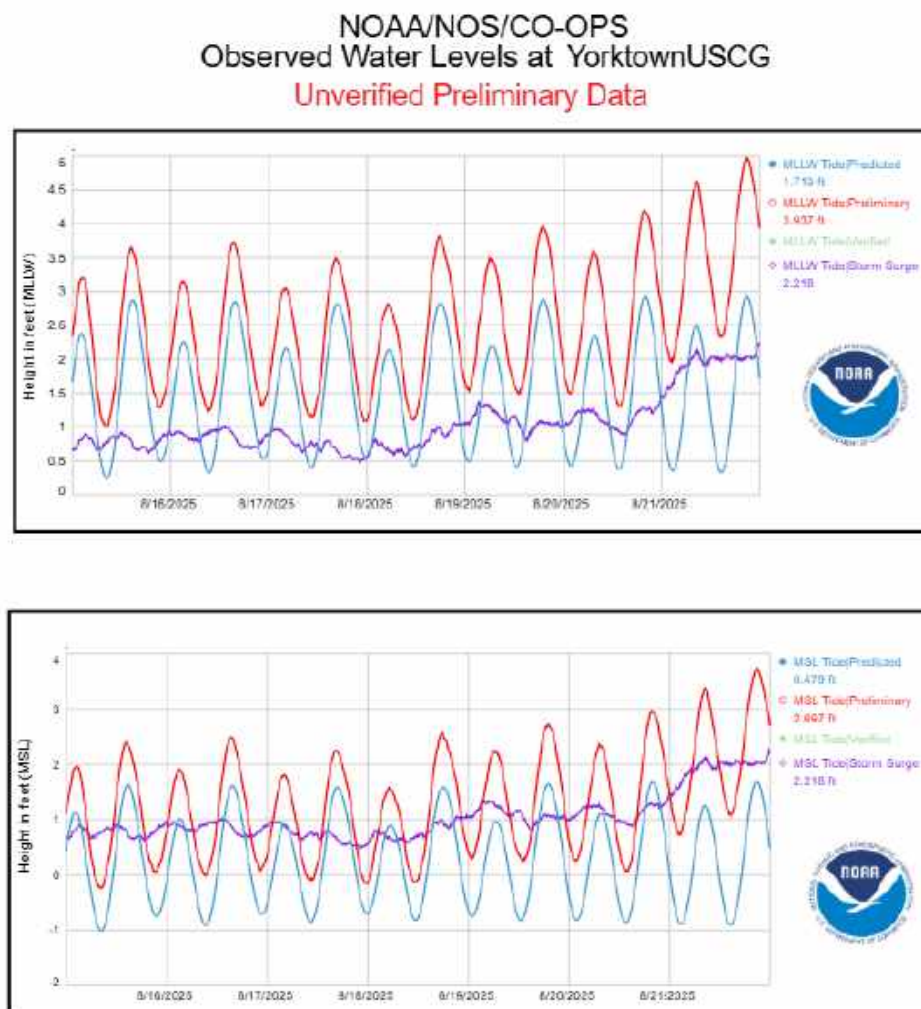 NOAA/NOS/CO-OPS
Observed Water Levels at YorktownUSCG
Unverified Preliminary Data
Height in feet (MLLW)
5
4.5
4
3.5
3
2.5
2
1.5
1
0.5
0
8/16/2025 8/17/2025 8/18/2025 8/19/2025 8/20/2025 8/21/2025
MLLW Tide/Predicted
1.719 ft
MLLW Tide/Preliminary
3.937 ft
MLLW Tide/Verified
MLLW Tide/Storm Surge
2.218
NOAA
Height in feet (MSL)
4
3
2
1
0
-1
-2
8/16/2025 8/17/2025 8/18/2025 8/19/2025 8/20/2025 8/21/2025
MSL Tide/Predicted
0.479 ft
MSL Tide/Preliminary
2.697 ft
MSL Tide/Verified
MSL Tide/Storm Surge
2.218 ft
NOAA